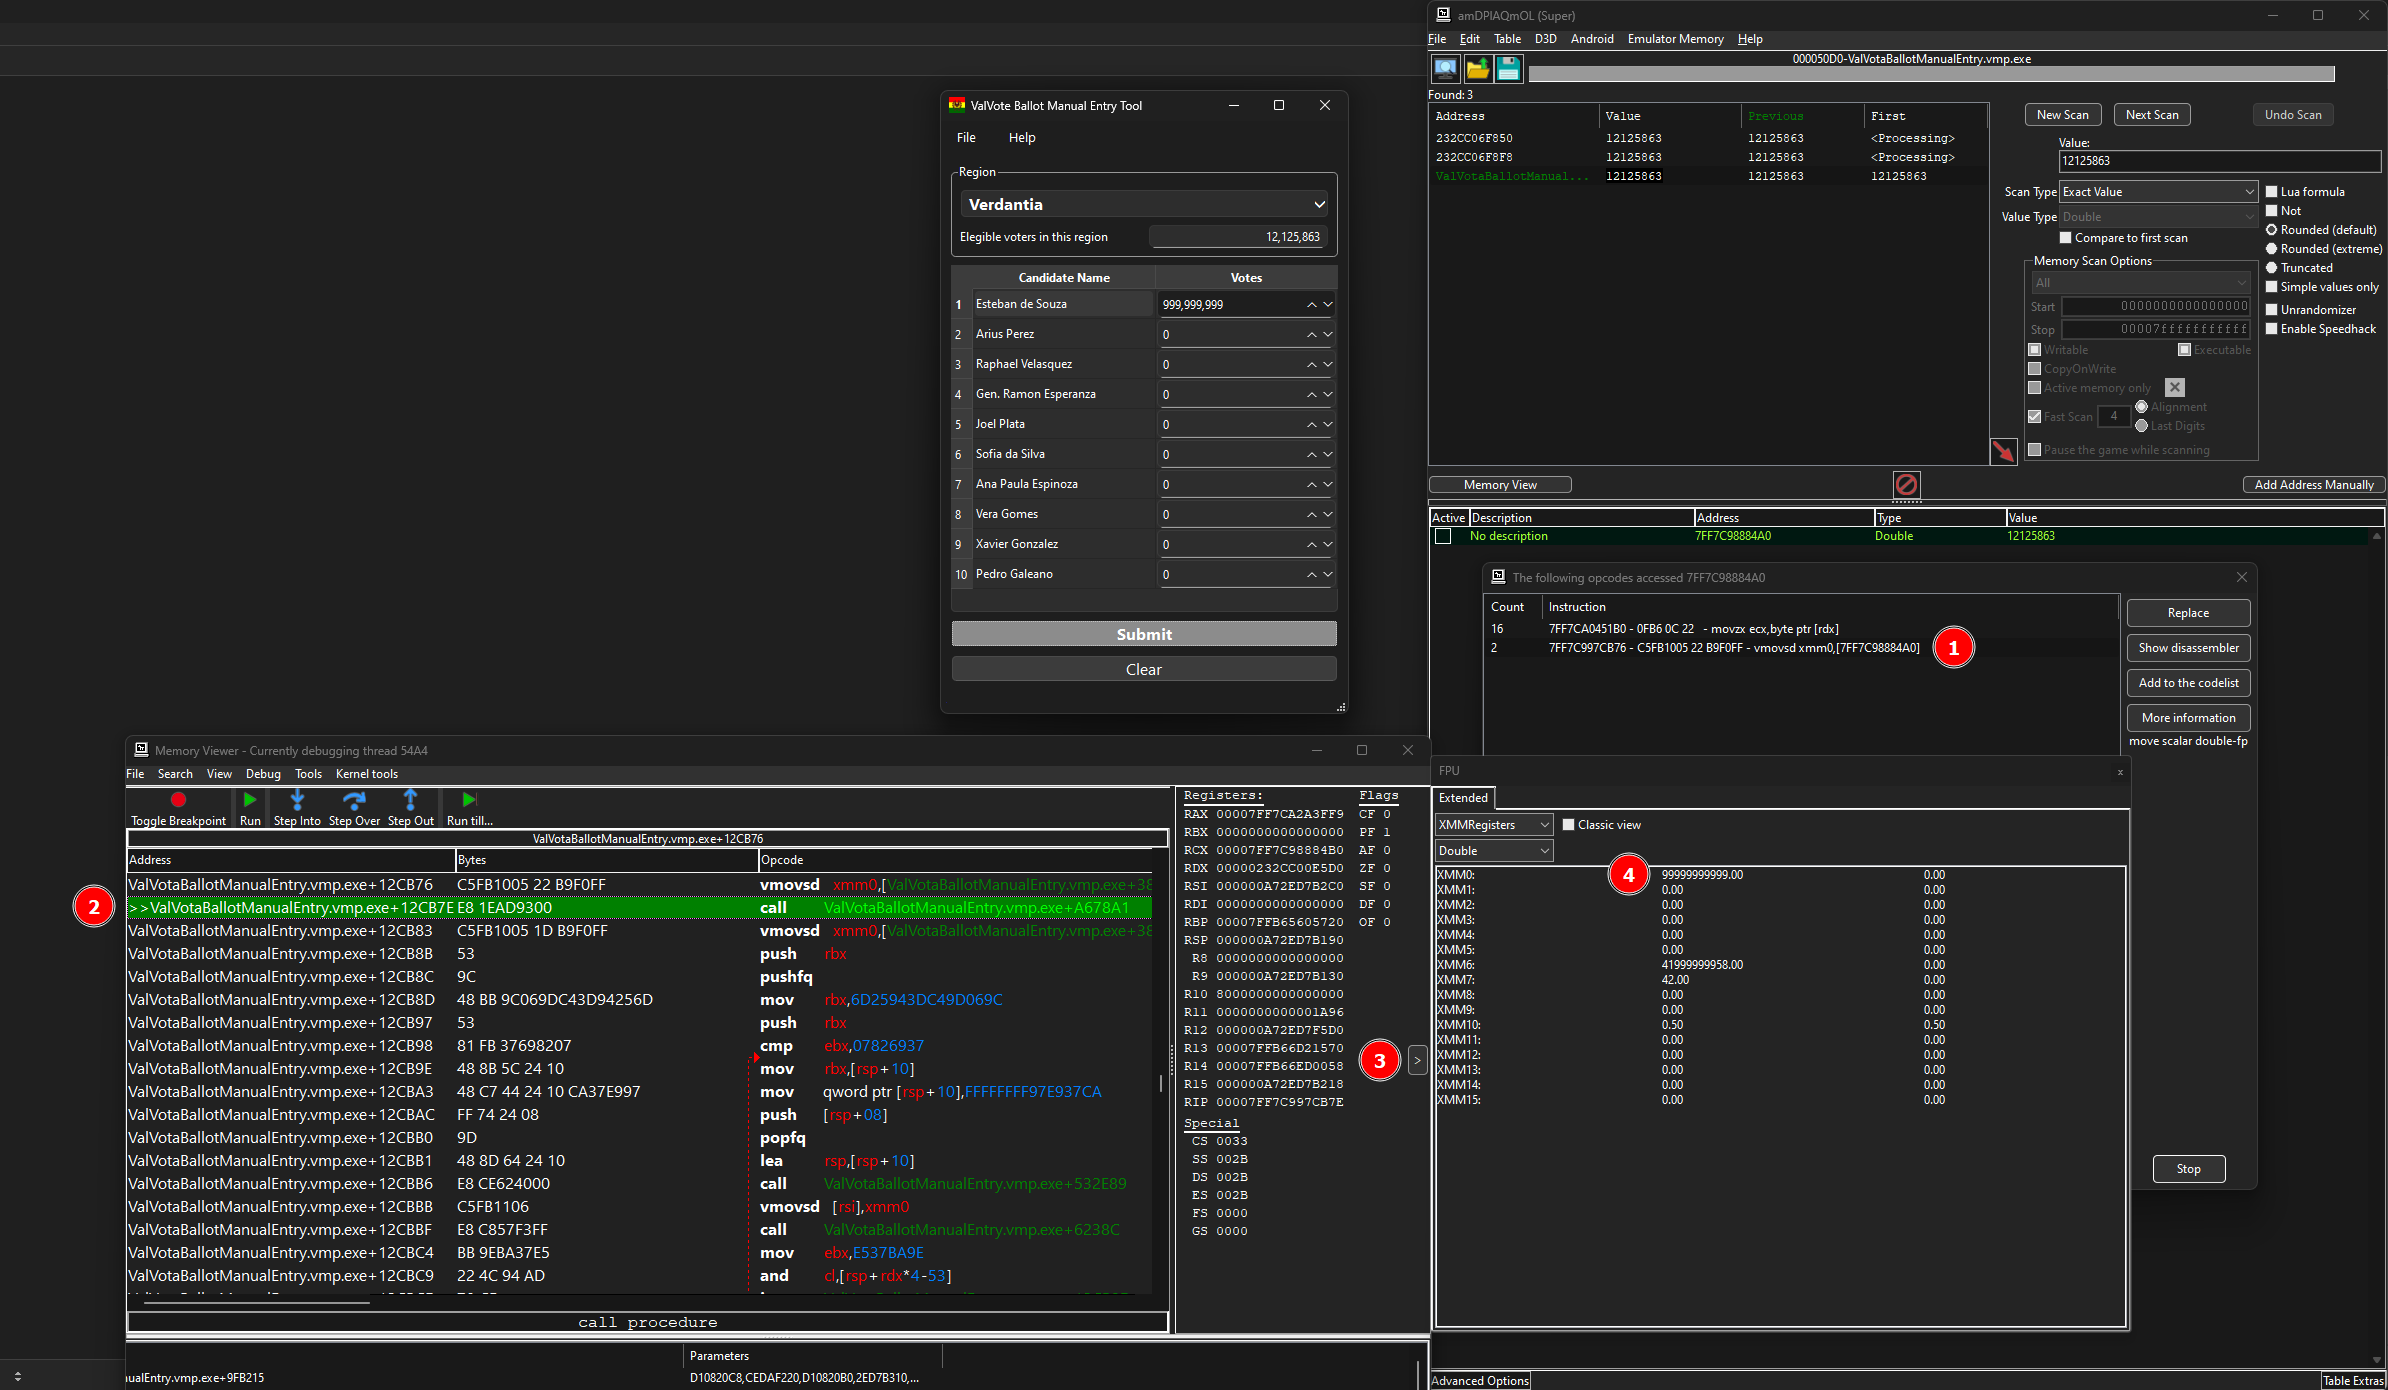 amDPIAQmOL (Super)
File Edit Table D3D Android Emulator Memory Help
000050D0-ValVotaBallotManualEntry.vmp.exe
Found: 3
Address Value Previous First
232CC06F850 12125863 12125863 <Processing>
232CC06F8F8 12125863 12125863 <Processing>
ValVotaBallotManual... 12125863 12125863 12125863
New Scan Next Scan Undo Scan
Value:
12125863
Scan Type Exact Value
Value Type Double
Compare to first scan
Lua formula
Not
Rounded (default)
Rounded (extreme)
Truncated
Simple values only
Unrandomizer
Enable Speedhack
Memory Scan Options
All
Start 0000000000000000
Stop 00007fffffffffff
Writable Executable
CopyOnWrite
Active memory only
Fast Scan 4 Alignment
Last Digits
Pause the game while scanning
Memory View Add Address Manually
Active Description Address Type Value
No description 7FF7C98884A0 Double 12125863
ValVote Ballot Manual Entry Tool
File Help
Region
Verdantia
Elegible voters in this region 12,125,863
Candidate Name Votes
1 Esteban de Souza 999,999,999
2 Arius Perez 0
3 Raphael Velasquez 0
4 Gen. Ramon Esperanza 0
5 Joel Plata 0
6 Sofia da Silva 0
7 Ana Paula Espinoza 0
8 Vera Gomes 0
9 Xavier Gonzalez 0
10 Pedro Galeano 0
Submit
Clear
The following opcodes accessed 7FF7C98884A0
Count Instruction
16 7FF7CA0451B0 - 0FB6 0C 22 - movzx ecx,byte ptr [rdx]
2 7FF7C997CB76 - C5FB1005 22 B9F0FF - vmovsd xmm0,[7FF7C98884A0]
1
Replace
Show disassembler
Add to the codelist
More information
move scalar double-fp
Stop
Memory Viewer - Currently debugging thread 54A4
File Search View Debug Tools Kernel tools
Toggle Breakpoint Run Step Into Step Over Step Out Run till...
ValVotaBallotManualEntry.vmp.exe+12CB76
Address Bytes Opcode
ValVotaBallotManualEntry.vmp.exe+12CB76 C5FB1005 22 B9F0FF vmovsd xmm0,[ValVotaBallotManualEntry.vmp.exe+38
2
>>ValVotaBallotManualEntry.vmp.exe+12CB7E E8 1EAD9300 call ValVotaBallotManualEntry.vmp.exe+A678A1
ValVotaBallotManualEntry.vmp.exe+12CB83 C5FB1005 1D B9F0FF vmovsd xmm0,[ValVotaBallotManualEntry.vmp.exe+38
ValVotaBallotManualEntry.vmp.exe+12CB8B 53 push rbx
ValVotaBallotManualEntry.vmp.exe+12CB8C 9C pushfq
ValVotaBallotManualEntry.vmp.exe+12CB8D 48 BB 9C069DC43D94256D mov rbx,6D25943DC49D069C
ValVotaBallotManualEntry.vmp.exe+12CB97 53 push rbx
ValVotaBallotManualEntry.vmp.exe+12CB98 81 FB 37698207 cmp ebx,07826937
ValVotaBallotManualEntry.vmp.exe+12CB9E 48 8B 5C 24 10 mov rbx,[rsp+10]
ValVotaBallotManualEntry.vmp.exe+12CBA3 48 C7 44 24 10 CA37E997 mov qword ptr [rsp+10],FFFFFFFF97E937CA
ValVotaBallotManualEntry.vmp.exe+12CBAC FF 74 24 08 push [rsp+08]
ValVotaBallotManualEntry.vmp.exe+12CBB0 9D popfq
ValVotaBallotManualEntry.vmp.exe+12CBB1 48 8D 64 24 10 lea rsp,[rsp+10]
ValVotaBallotManualEntry.vmp.exe+12CBB6 E8 CE624000 call ValVotaBallotManualEntry.vmp.exe+532E89
ValVotaBallotManualEntry.vmp.exe+12CBBB C5FB1106 vmovsd [rsi],xmm0
ValVotaBallotManualEntry.vmp.exe+12CBBF E8 C857F3FF call ValVotaBallotManualEntry.vmp.exe+6238C
ValVotaBallotManualEntry.vmp.exe+12CBC4 BB 9EBA37E5 mov ebx,E537BA9E
ValVotaBallotManualEntry.vmp.exe+12CBC9 22 4C 94 AD and cl,[rsp+rdx*4-53]
call procedure
Parameters
ualEntry.vmp.exe+9FB215 D10820C8,CEDAF220,D10820B0,2ED7B310,...
Registers: Flags
RAX 00007FF7CA2A3FF9 CF 0
RBX 0000000000000000 PF 1
RCX 00007FF7C98884B0 AF 0
RDX 00000232CC00E5D0 ZF 0
RSI 000000A72ED7B2C0 SF 0
RDI 0000000000000000 DF 0
RBP 00007FFB65605720 OF 0
RSP 000000A72ED7B190
R8 0000000000000000
R9 000000A72ED7B130
R10 8000000000000000
R11 0000000000001A96
R12 000000A72ED7F5D0
R13 00007FFB66D21570
R14 00007FFB66ED0058
R15 000000A72ED7B218
RIP 00007FF7C997CB7E
3
>
Special
CS 0033
SS 002B
DS 002B
ES 002B
FS 0000
GS 0000
FPU
Extended
XMMRegisters Classic view
Double
4
XMM0: 99999999999.00 0.00
XMM1: 0.00 0.00
XMM2: 0.00 0.00
XMM3: 0.00 0.00
XMM4: 0.00 0.00
XMM5: 0.00 0.00
XMM6: 41999999958.00 0.00
XMM7: 42.00 0.00
XMM8: 0.00 0.00
XMM9: 0.00 0.00
XMM10: 0.50 0.50
XMM11: 0.00 0.00
XMM12: 0.00 0.00
XMM13: 0.00 0.00
XMM14: 0.00 0.00
XMM15: 0.00 0.00
Advanced Options Table Extras